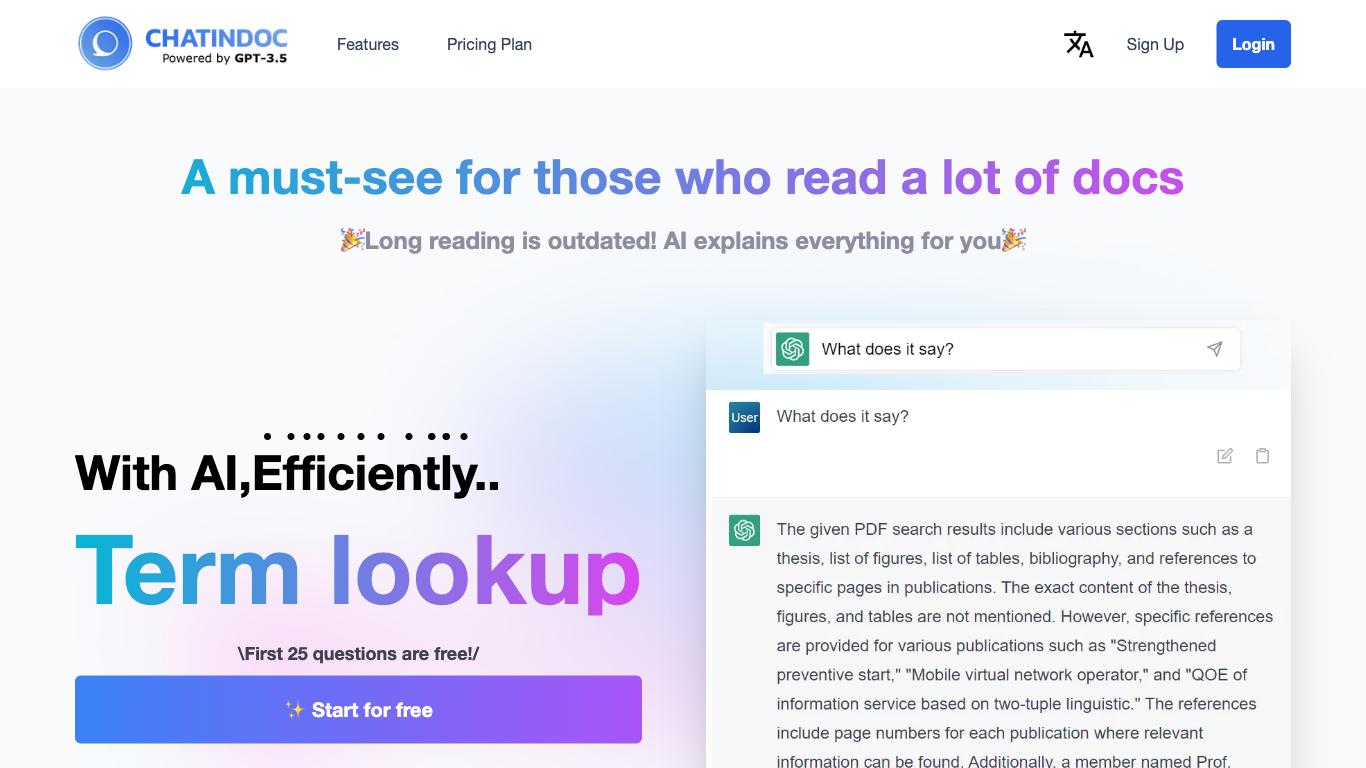 CHATINDOC
Powered by GPT-3.5
Features
Pricing Plan
Sign Up
Login
A must-see for those who read a lot of docs
🎉Long reading is outdated! AI explains everything for you🎉
What does it say?
User
What does it say?
With AI,Efficiently..
Term lookup
\First 25 questions are free!/
✨ Start for free
The given PDF search results include various sections such as a
thesis, list of figures, list of tables, bibliography, and references to
specific pages in publications. The exact content of the thesis,
figures, and tables are not mentioned. However, specific references
are provided for various publications such as "Strengthened
preventive start," "Mobile virtual network operator," and "QOE of
information service based on two-tuple linguistic." The references
include page numbers for each publication where relevant
information can be found. Additionally, a member named Prof.